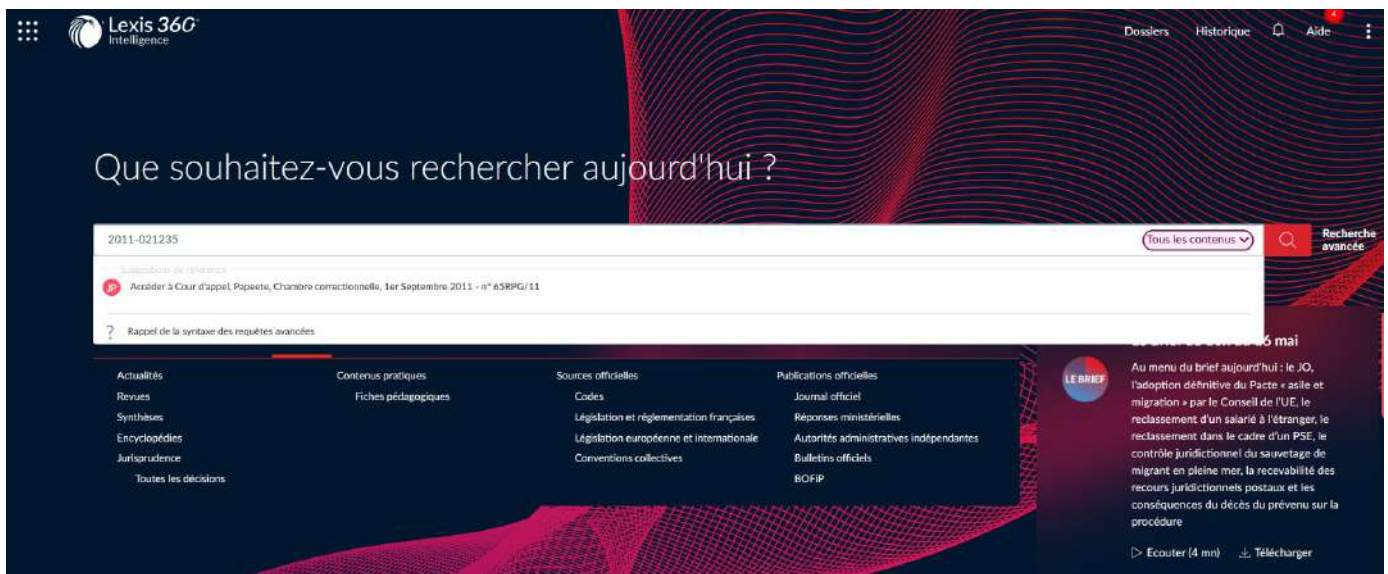 Lexis 360
Intelligence
Dossiers
Historique
4
Aide
Que souhaitez-vous rechercher aujourd'hui ?
2011-021235
Tous les contenus
Recherche
avancée
Suggestions de référence
JP Accéder à Cour d'appel, Papeete, Chambre correctionnelle, 1er Septembre 2011 - n° 65RPG/11
? Rappel de la syntaxe des requêtes avancées
Actualités
Revues
Synthèses
Encyclopédies
Jurisprudence
Toutes les décisions
Contenus pratiques
Fiches pédagogiques
Sources officielles
Codes
Législation et réglementation françaises
Législation européenne et internationale
Conventions collectives
Publications officielles
Journal officiel
Réponses ministérielles
Autorités administratives indépendantes
Bulletins officiels
BOFiP
6 mai
LE BRIEF
Au menu du brief aujourd'hui : le JO,
l'adoption définitive du Pacte « asile et
migration » par le Conseil de l'UE, le
reclassement d'un salarié à l'étranger, le
reclassement dans le cadre d'un PSE, le
contrôle juridictionnel du sauvetage de
migrant en pleine mer, la recevabilité des
recours juridictionnels postaux et les
conséquences du décès du prévenu sur la
procédure
Ecouter (4 mn)
Télécharger